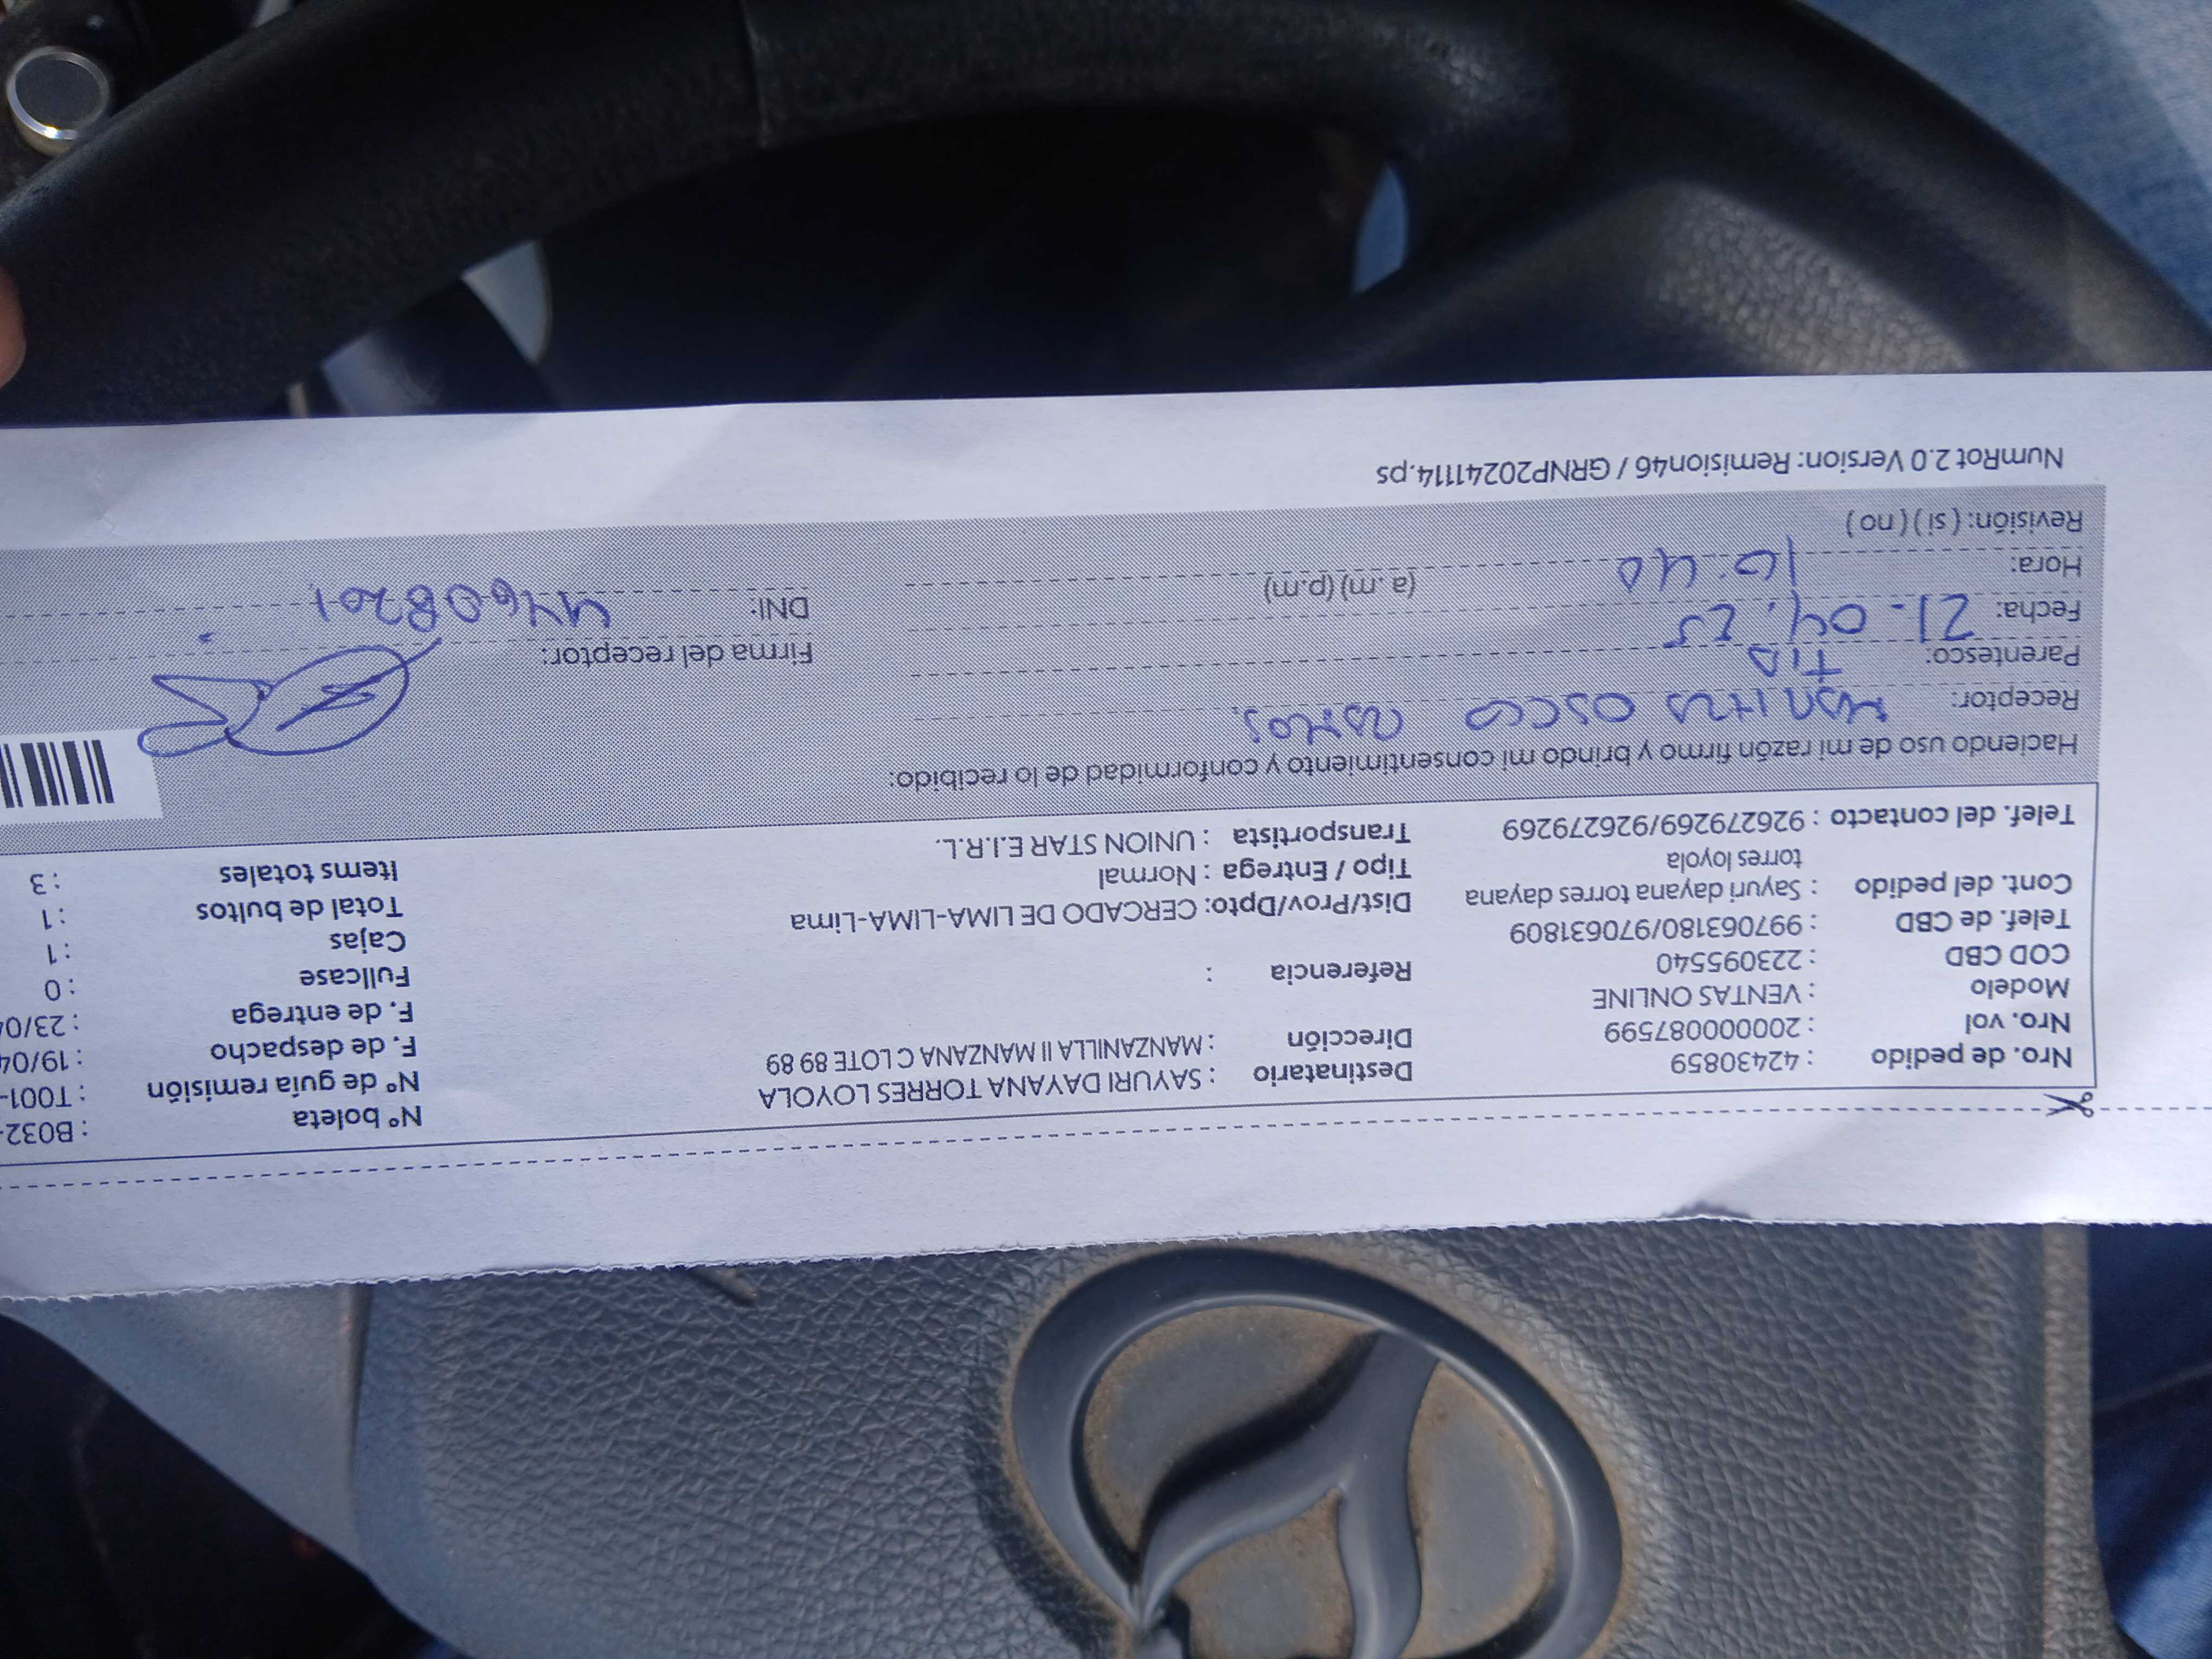 Nro. de pedido : 42430859 Destinatario : SAYURI DAYANA TORRES LOYOLA N° boleta : B032-
Nro. vol : 20000087599 Dirección : MANZANILLA II MANZANA C LOTE 89 89 N° de guía remisión : T001-
Modelo : VENTAS ONLINE F. de despacho : 19/04
COD CBD : 223095540 Referencia : F. de entrega : 23/04
Telef. de CBD : 997063180/970631809 Fullcase : 0
Cont. del pedido : Sayuri dayana torres dayana Dist/Prov/Dpto: CERCADO DE LIMA-LIMA-Lima Cajas : 1
torres loyola Tipo / Entrega : Normal Total de bultos : 1
Telef. del contacto : 926279269/926279269 Transportista : UNION STAR E.I.R.L. Items totales : 3
Haciendo uso de mi razón firmo y brindo mi consentimiento y conformidad de lo recibido:
Receptor: OSCCO
Parentesco: TIA Firma del receptor:
Fecha: 21.04.25 DNI: 44608201
Hora: 10:40 (a.m) (p.m)
Revisión: ( si ) ( no )
NumRot 2.0 Version: Remision46 / GRNP20241114.ps